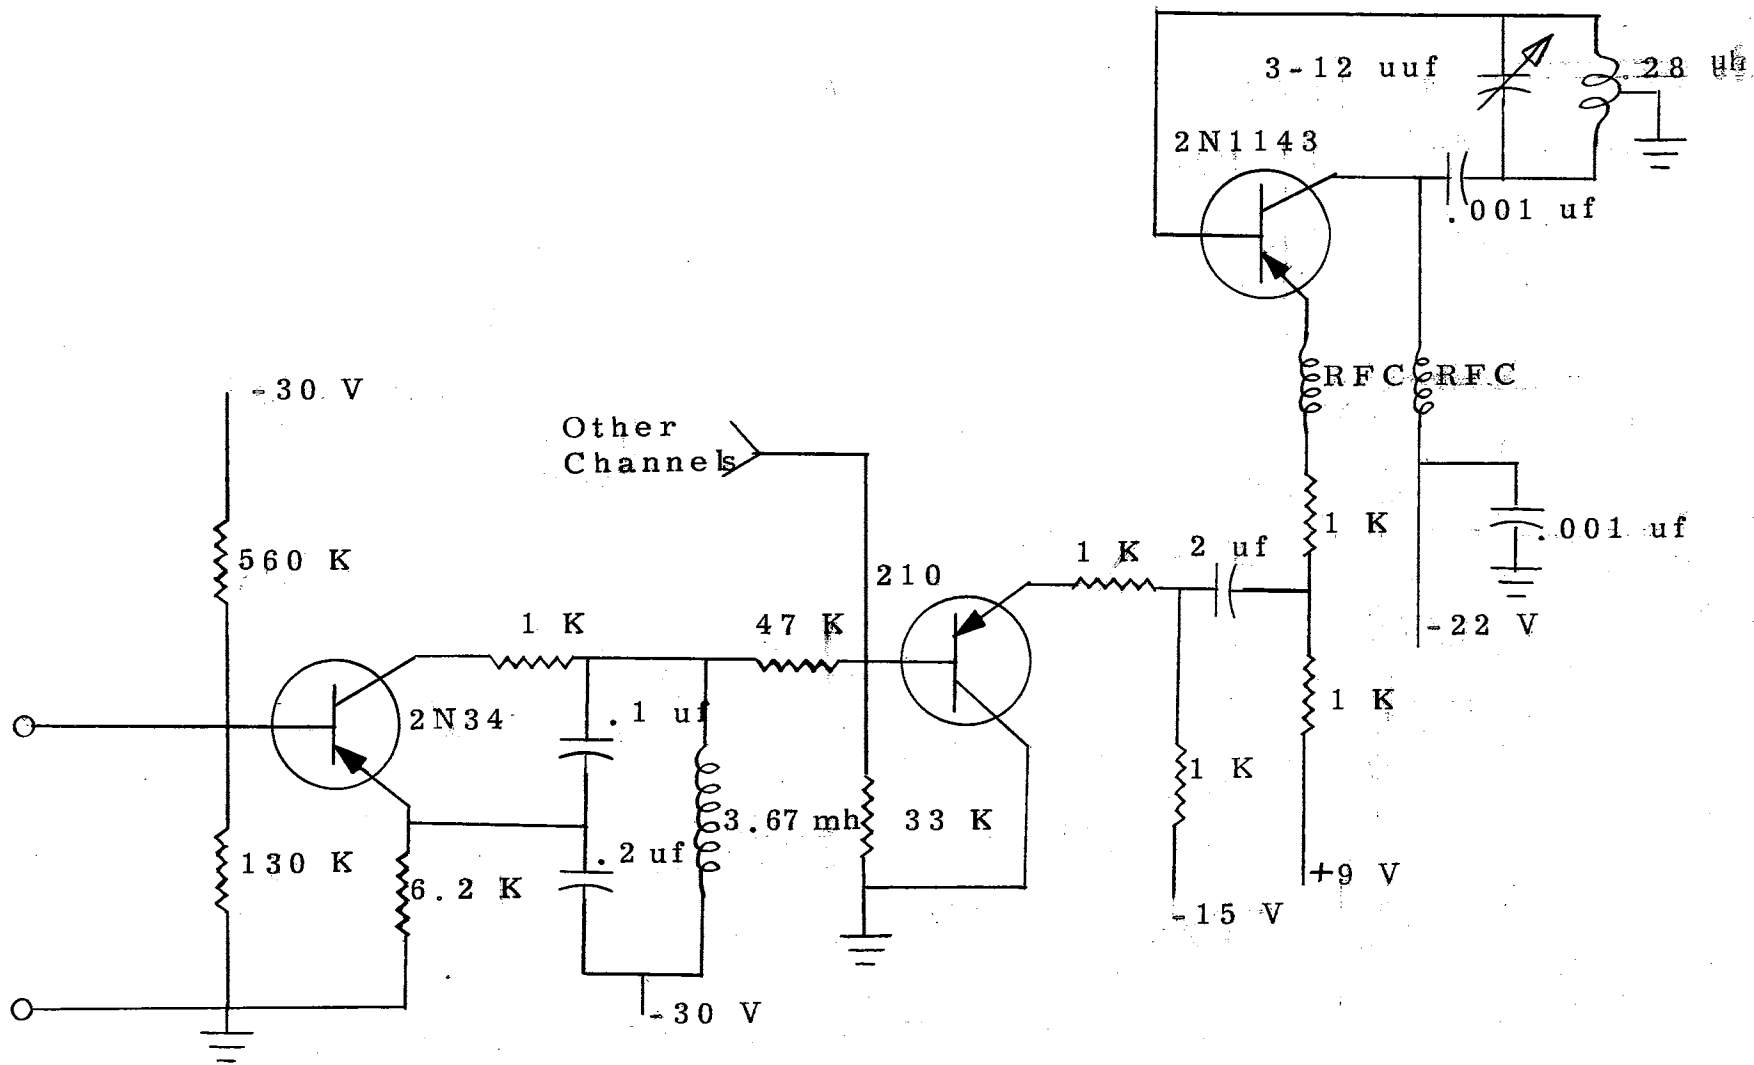 3-12 uuf
.28 uh
2N1143
.001 uf
-30 V
RFC
RFC
Other
Channels
560 K
1 K
.001 uf
1 K
2 uf
210
-22 V
1 K
47 K
2N34
.1 uf
1 K
1 K
3.67 mh
33 K
.2 uf
130 K
6.2 K
+9 V
-15 V
-30 V